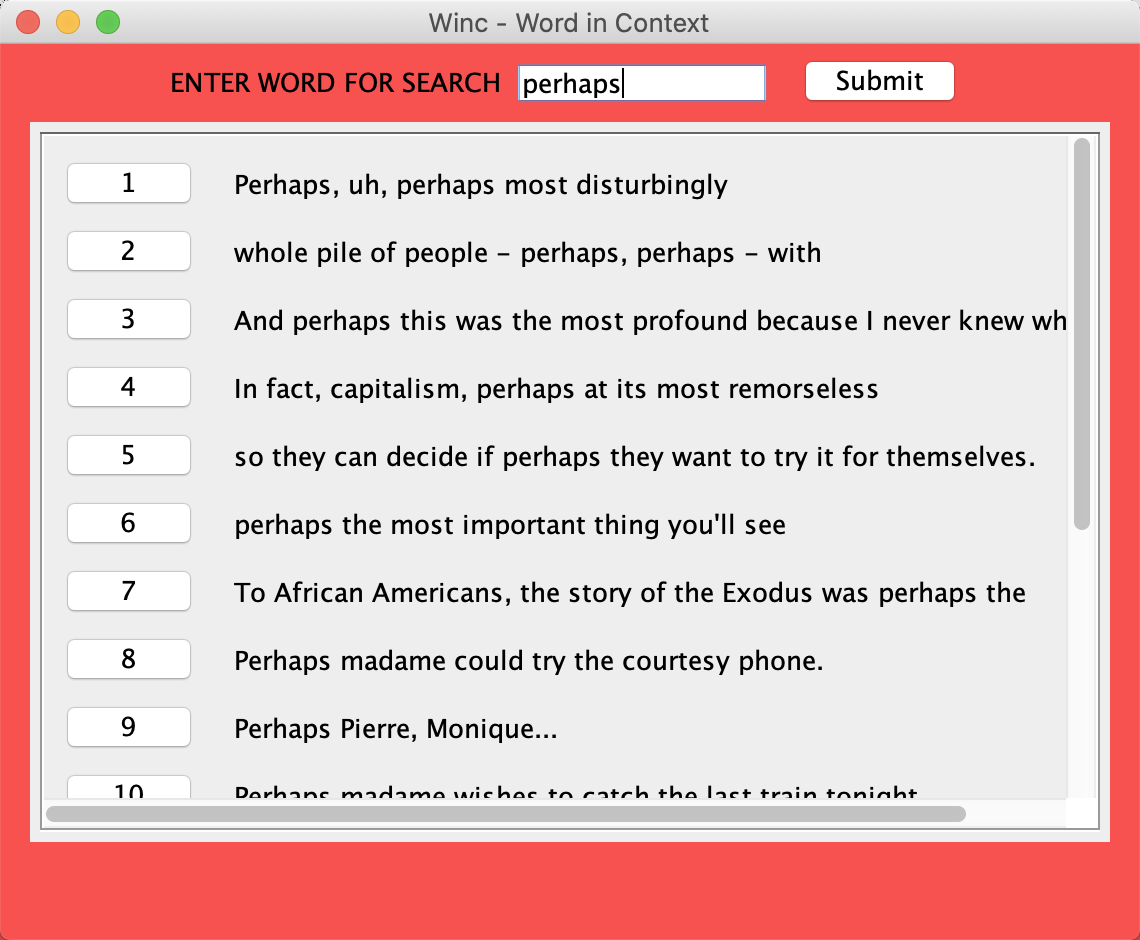 Winc - Word in Context
ENTER WORD FOR SEARCH perhaps Submit
1 Perhaps, uh, perhaps most disturbingly
2 whole pile of people – perhaps, perhaps – with
3 And perhaps this was the most profound because I never knew wh
4 In fact, capitalism, perhaps at its most remorseless
5 so they can decide if perhaps they want to try it for themselves.
6 perhaps the most important thing you'll see
7 To African Americans, the story of the Exodus was perhaps the
8 Perhaps madame could try the courtesy phone.
9 Perhaps Pierre, Monique...
10 Perhaps madame wishes to catch the last train tonight